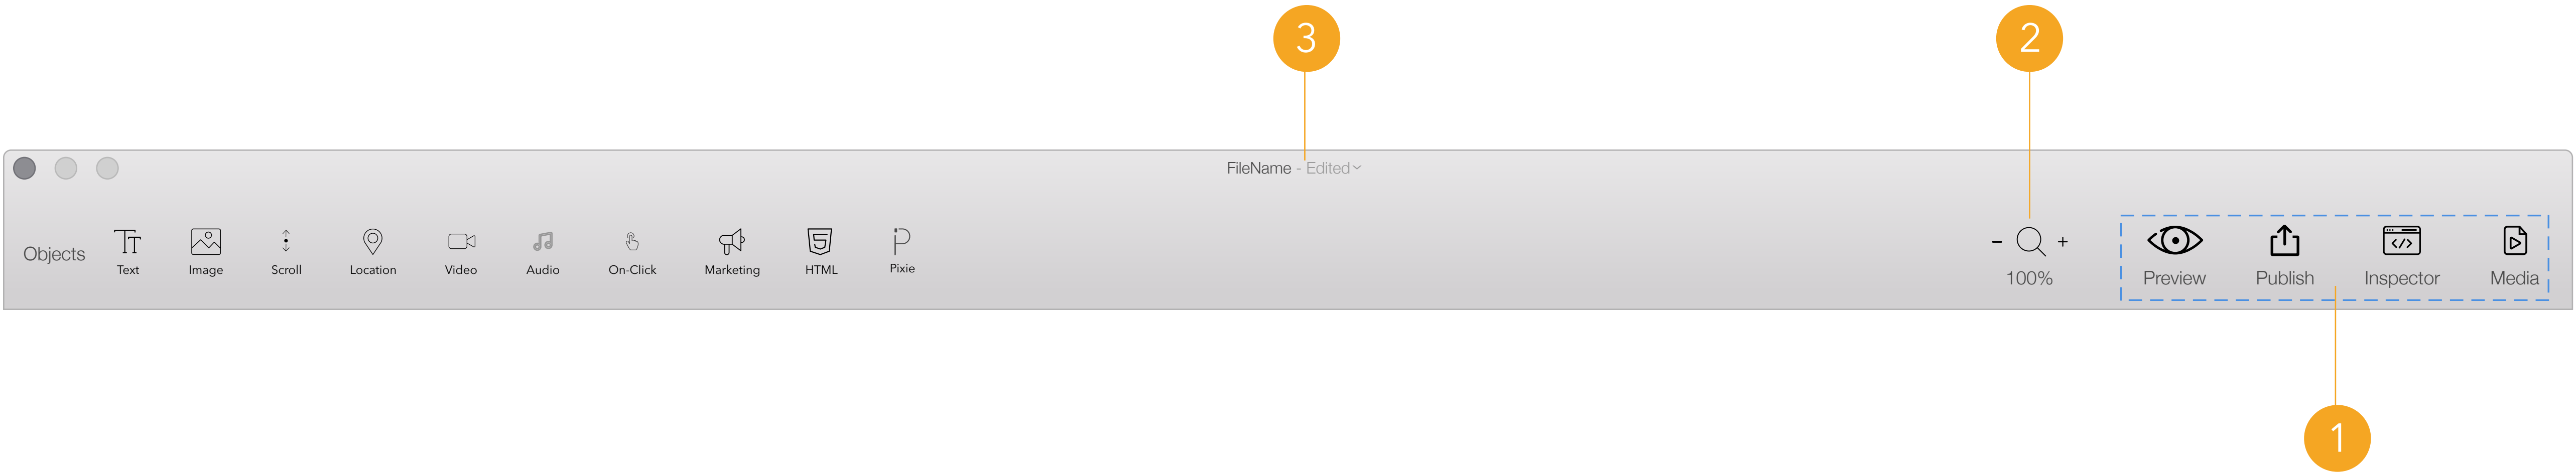 3
2
FileName - Edited
Objects
Text
Image
Scroll
Location
Video
Audio
On-Click
Marketing
HTML
Pixie
- +
100%
Preview
Publish
Inspector
Media
1